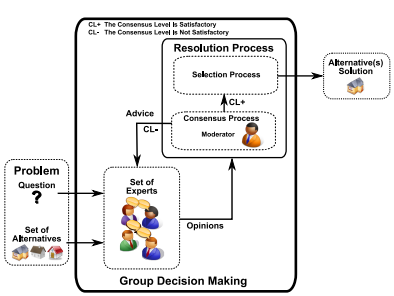 CL+ The Consensus Level Is Satisfactory
CL- The Consensus Level Is Not Satisfactory
Resolution Process
Selection Process
Alternative(s)
Solution
CL+
Advice
CL-
Consensus Process
Moderator
Problem
Question
?
Set of
Alternatives
Set of
Experts
Opinions
Group Decision Making